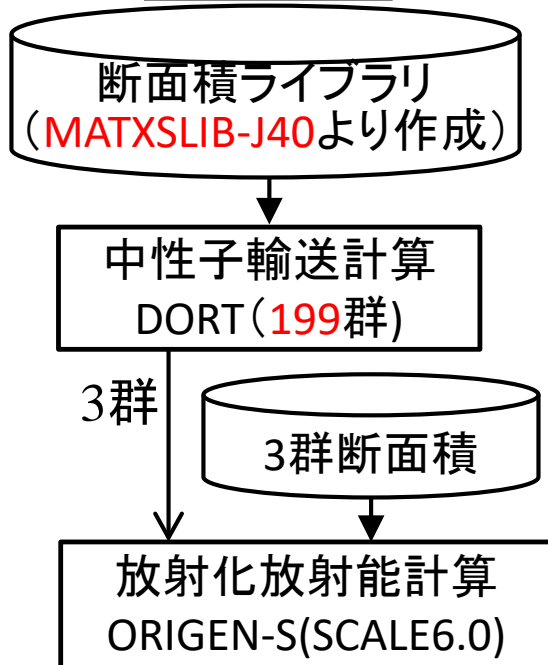 断面積ライブラリ
（MATXSLIB-J40より作成）
中性子輸送計算
DORT（199群)
3群
3群断面積
放射化放射能計算
ORIGEN-S(SCALE6.0)